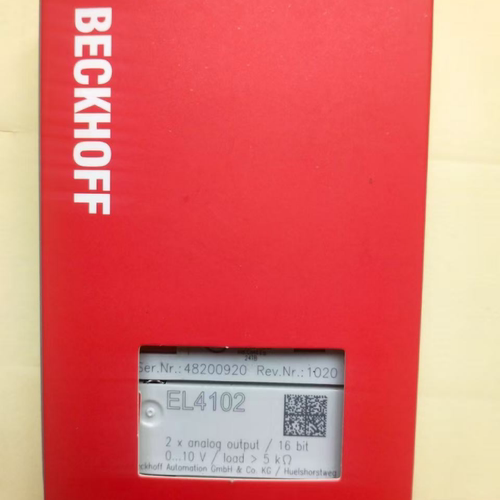 BECKHOFF
2418
Ser.Nr.: 48200920 Rev.Nr.: 1020
EL4102
2 x analog output / 16 bit
0...10 V / load > 5 kΩ
ckhoff Automation GmbH & Co. KG / Huelshorstweg